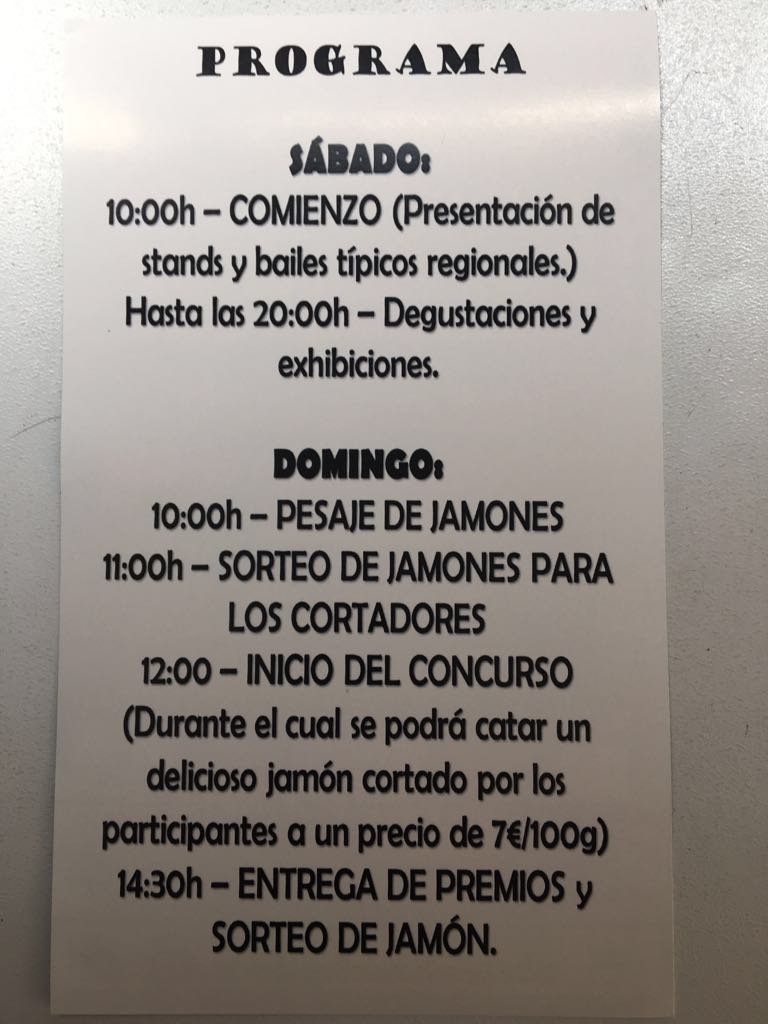 PROGRAMA
SÁBADO:
10:00h – COMIENZO (Presentación de
stands y bailes típicos regionales.)
Hasta las 20:00h – Degustaciones y
exhibiciones.
DOMINGO:
10:00h – PESAJE DE JAMONES
11:00h – SORTEO DE JAMONES PARA
LOS CORTADORES
12:00 – INICIO DEL CONCURSO
(Durante el cual se podrá catar un
delicioso jamón cortado por los
participantes a un precio de 7€/100g)
14:30h – ENTREGA DE PREMIOS y
SORTEO DE JAMÓN.